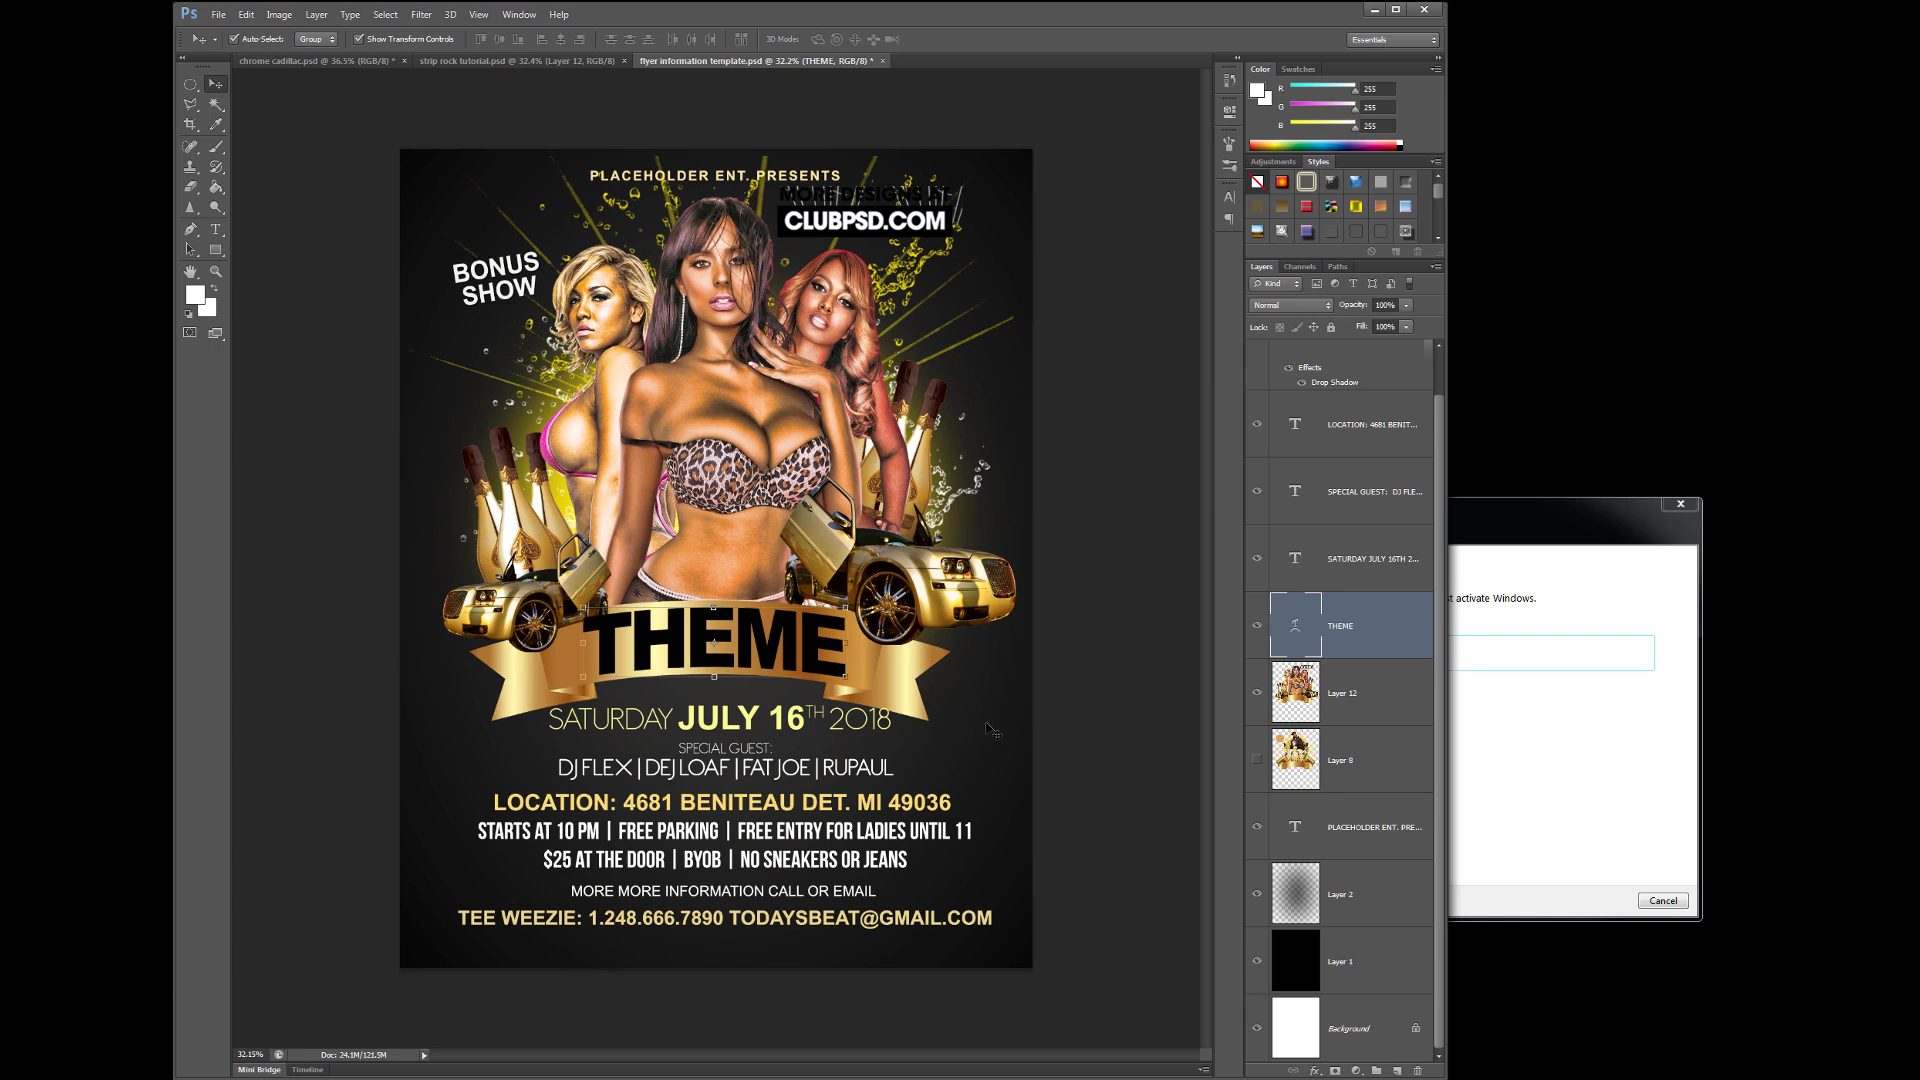 Ps File Edit Image Layer Type Select Filter 3D View Window Help
Auto-Select: Group Show Transform Controls 3D Mode: Essentials
chrome cadillac.psd @ 36.5% (RGB/8) * × strip rock tutorial.psd @ 32.4% (Layer 12, RGB/8) × flyer information template.psd @ 32.2% (THEME, RGB/8) * ×
PLACEHOLDER ENT. PRESENTS
MORE DESIGNS AT
CLUBPSD.COM
BONUS
SHOW
THEME
SATURDAY JULY 16TH 2018
SPECIAL GUEST:
DJ FLEX | DEJ LOAF | FAT JOE | RUPAUL
LOCATION: 4681 BENITEAU DET. MI 49036
STARTS AT 10 PM | FREE PARKING | FREE ENTRY FOR LADIES UNTIL 11
$25 AT THE DOOR | BYOB | NO SNEAKERS OR JEANS
MORE MORE INFORMATION CALL OR EMAIL
TEE WEEZIE: 1.248.666.7890 TODAYSBEAT@GMAIL.COM
32.15% Doc: 24.1M/121.5M
Mini Bridge Timeline
Color Swatches
R 255
G 255
B 255
Adjustments Styles
Layers Channels Paths
Kind
Normal Opacity: 100%
Lock: Fill: 100%
Effects
Drop Shadow
LOCATION: 4681 BENIT...
SPECIAL GUEST: DJ FLE...
SATURDAY JULY 16TH 2...
THEME
Layer 12
Layer 8
PLACEHOLDER ENT. PRE...
Layer 2
Layer 1
Background
st activate Windows.
Cancel